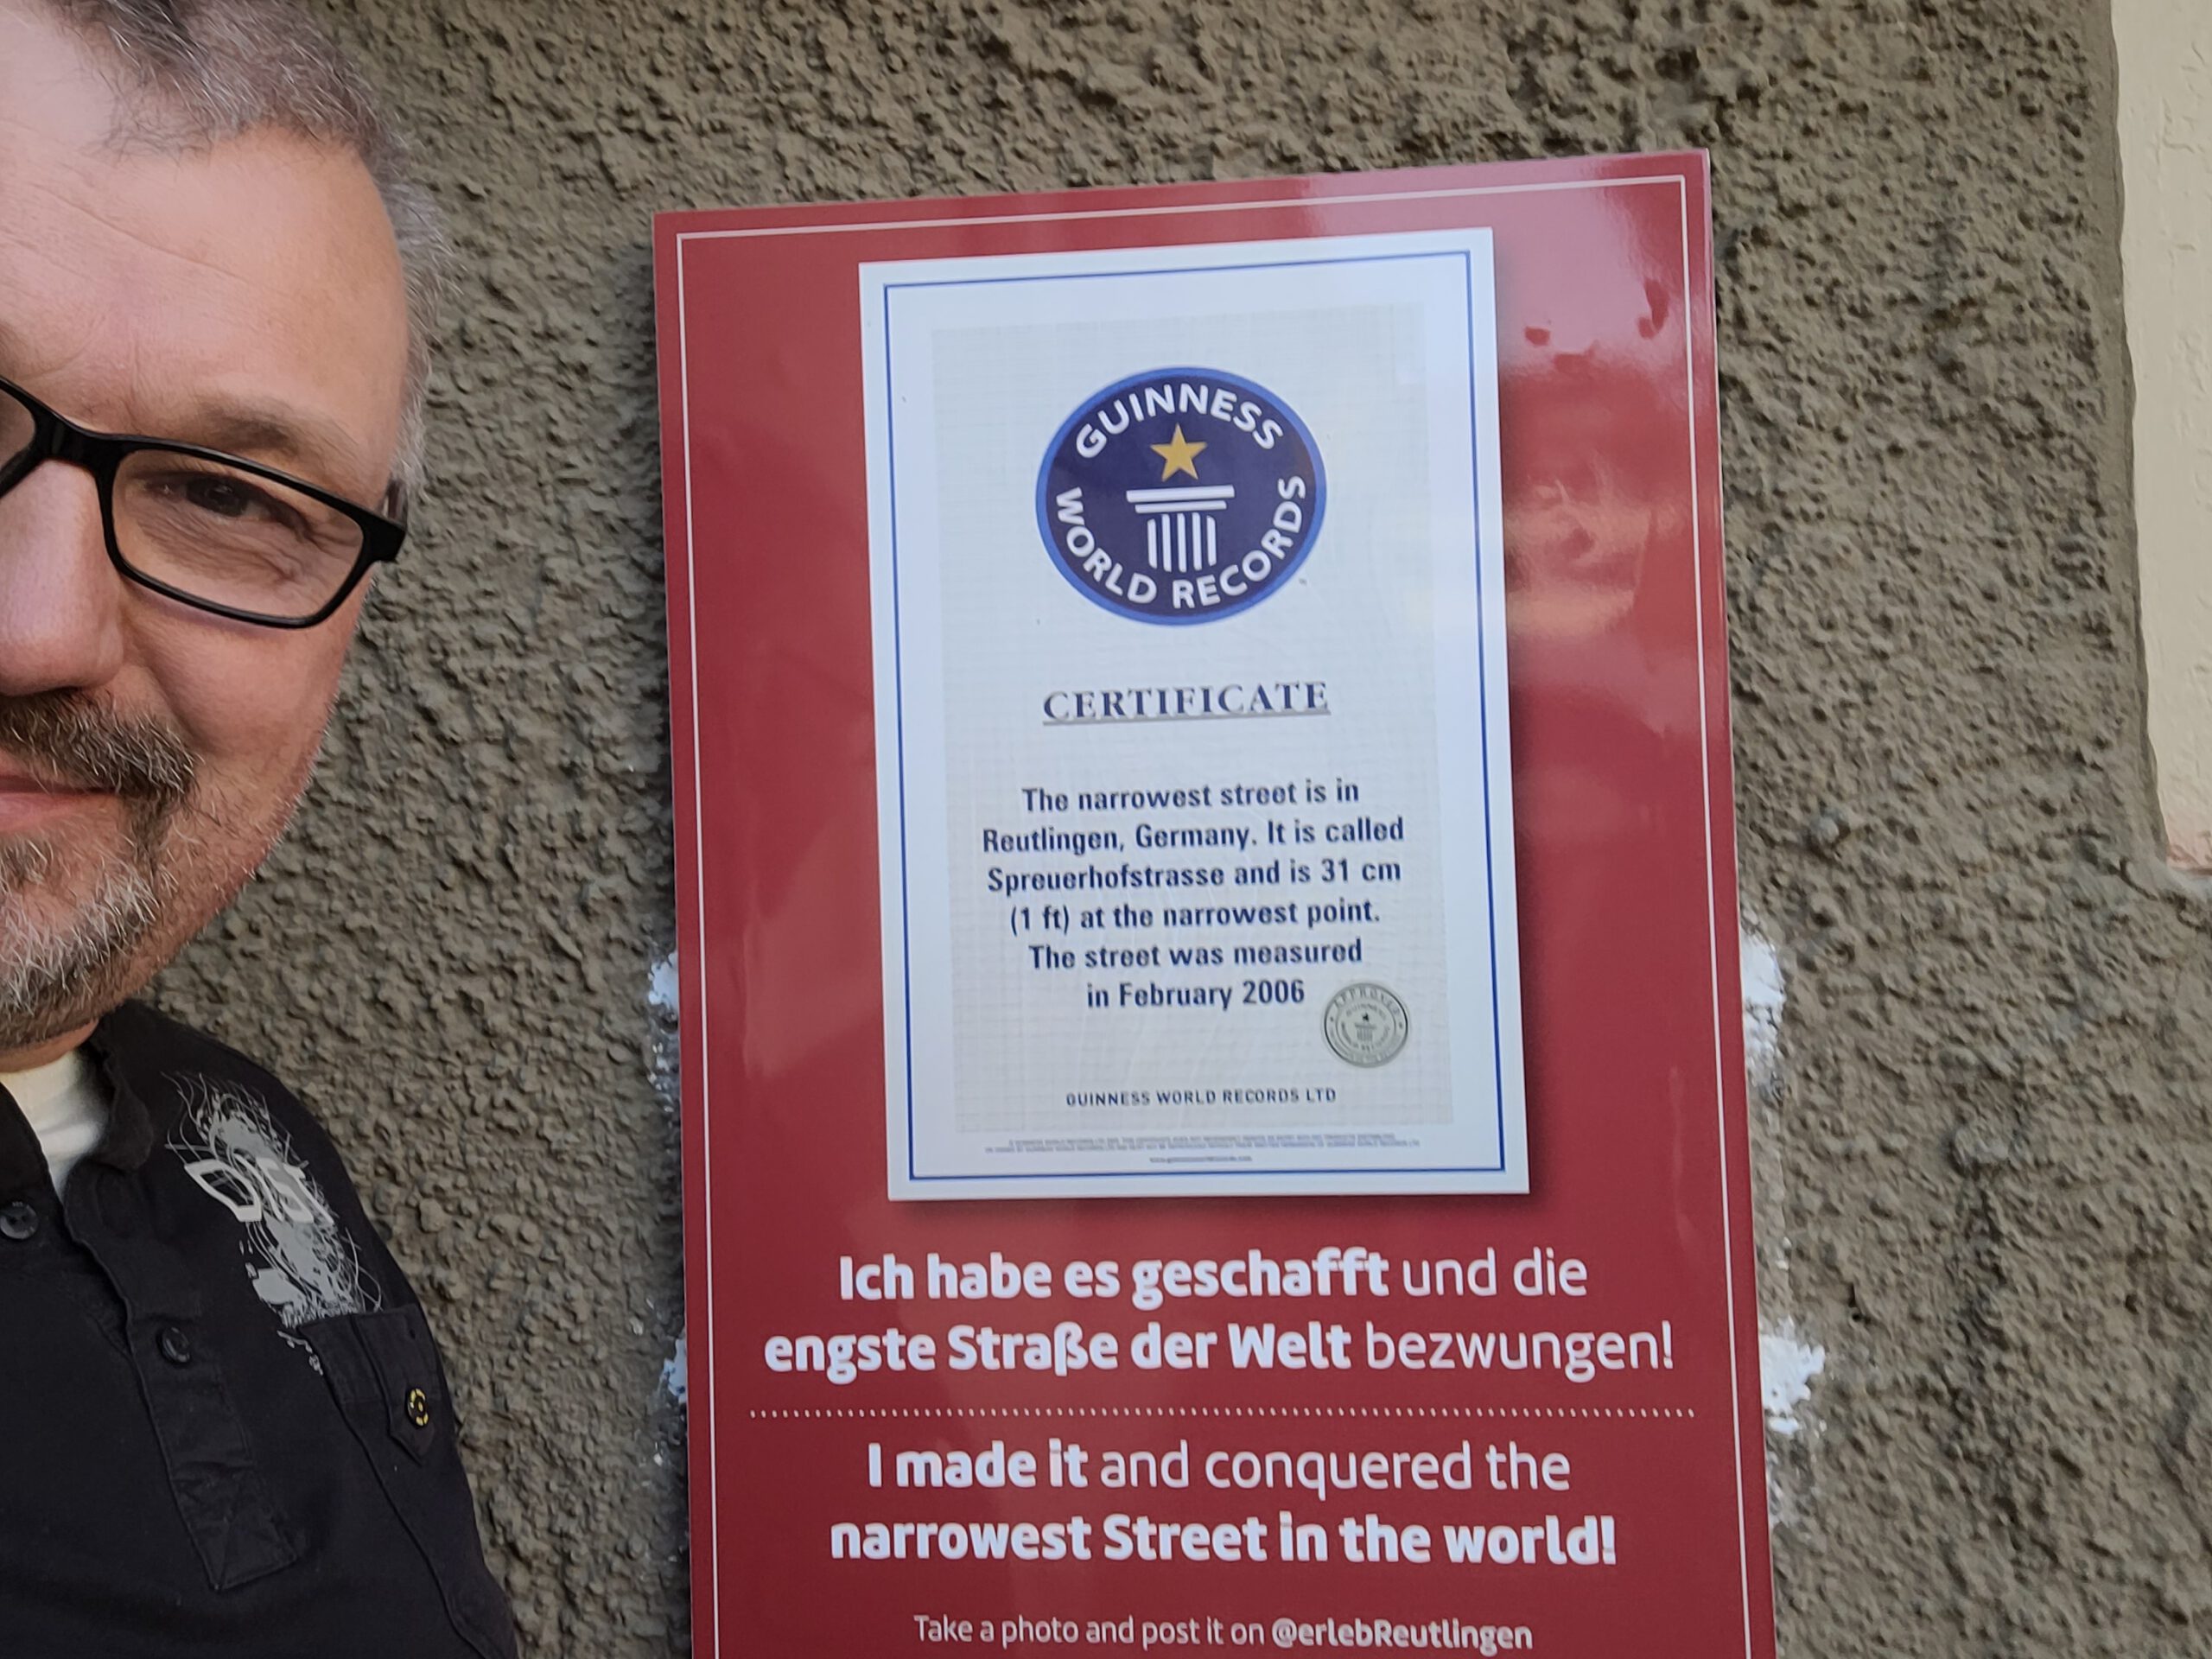 GUINNESS
WORLD RECORDS
CERTIFICATE
The narrowest street is in
Reutlingen, Germany. It is called
Spreuerhofstrasse and is 31 cm
(1 ft) at the narrowest point.
The street was measured
in February 2006
APPROVED
GUINNESS WORLD RECORDS LTD
Ich habe es geschafft und die
engste Straße der Welt bezwungen!
I made it and conquered the
narrowest Street in the world!
Take a photo and post it on @erlebReutlingen